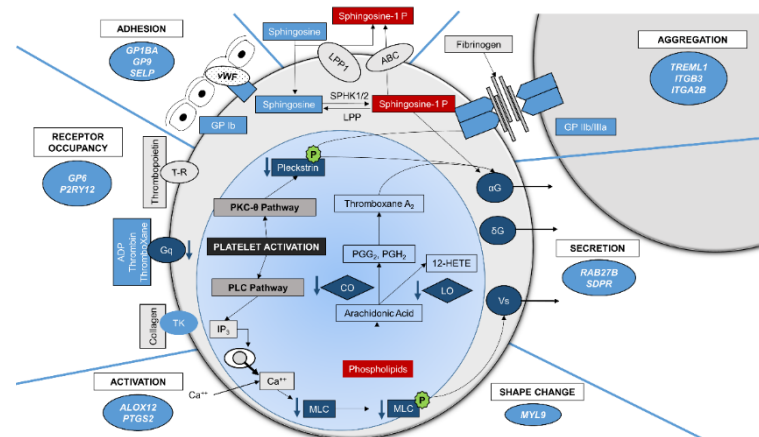 ADHESION
GP1BA
GP9
SELP
Sphingosine
Sphingosine-1 P
LPP1
ABC
Fibrinogen
AGGREGATION
TREML1
ITGB3
ITGA2B
vWF
GP Ib
Sphingosine
SPHK1/2
LPP
Sphingosine-1 P
GP IIb/IIIa
RECEPTOR
OCCUPANCY
GP6
P2RY12
Thrombopoietin
T-R
P
Pleckstrin
PKC-θ Pathway
PLATELET ACTIVATION
PLC Pathway
Thromboxane A2
PGG2, PGH2
12-HETE
CO
LO
Arachidonic Acid
αG
δG
Vs
SECRETION
RAB27B
SDPR
ADP
Thrombin
ThromboXane
Gq
Collagen
TK
IP3
Ca++
Phospholipids
ACTIVATION
ALOX12
PTGS2
Ca++
MLC
MLC
P
SHAPE CHANGE
MYL9